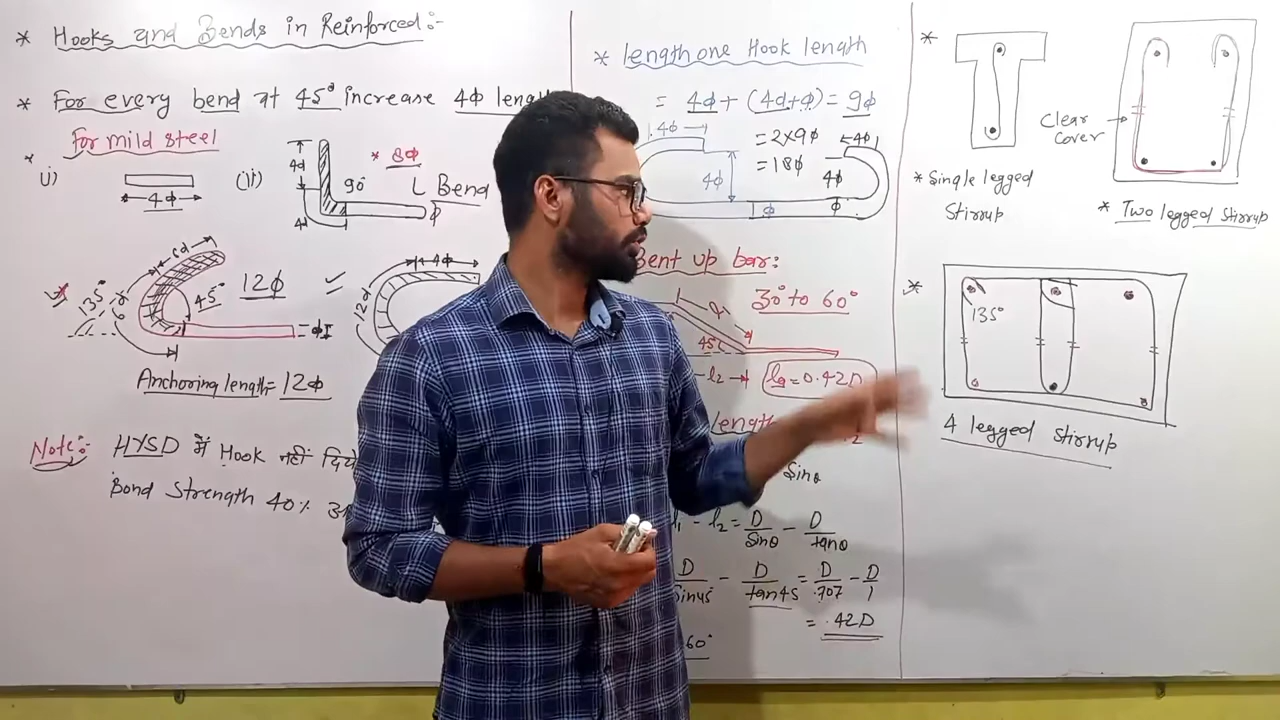 * Hooks and Bends in Reinforced:-
* For every bend at 45° increase 4ϕ leng
For mild steel
* (i)
4ϕ
(ii)
4d
90°
4
* 8ϕ
L Bend
ϕ
135°
6d
45°
12ϕ
= ϕ
Anchoring length = 12ϕ
4ϕ
Note:- HYSD में Hook नहीं दिये
Bond Strength 40%
* length one Hook length
= 4ϕ + (4d+ϕ) = 9ϕ
= 2×9ϕ
= 18ϕ
4ϕ
4ϕ
ϕ
4ϕ
4ϕ
ϕ
Bent up bar:
30° to 60°
45°
l₂
la = 0.42D
Length
Sinθ
l₁ - l₂ = D/Sinθ - D/tanθ
D/Sin45° - D/tan45 = D/.707 - D/1
= .42D
60°
*
* Single legged
Stirrup
Clear
Cover
* Two legged Stirrup
*
135°
4 legged Stirrup